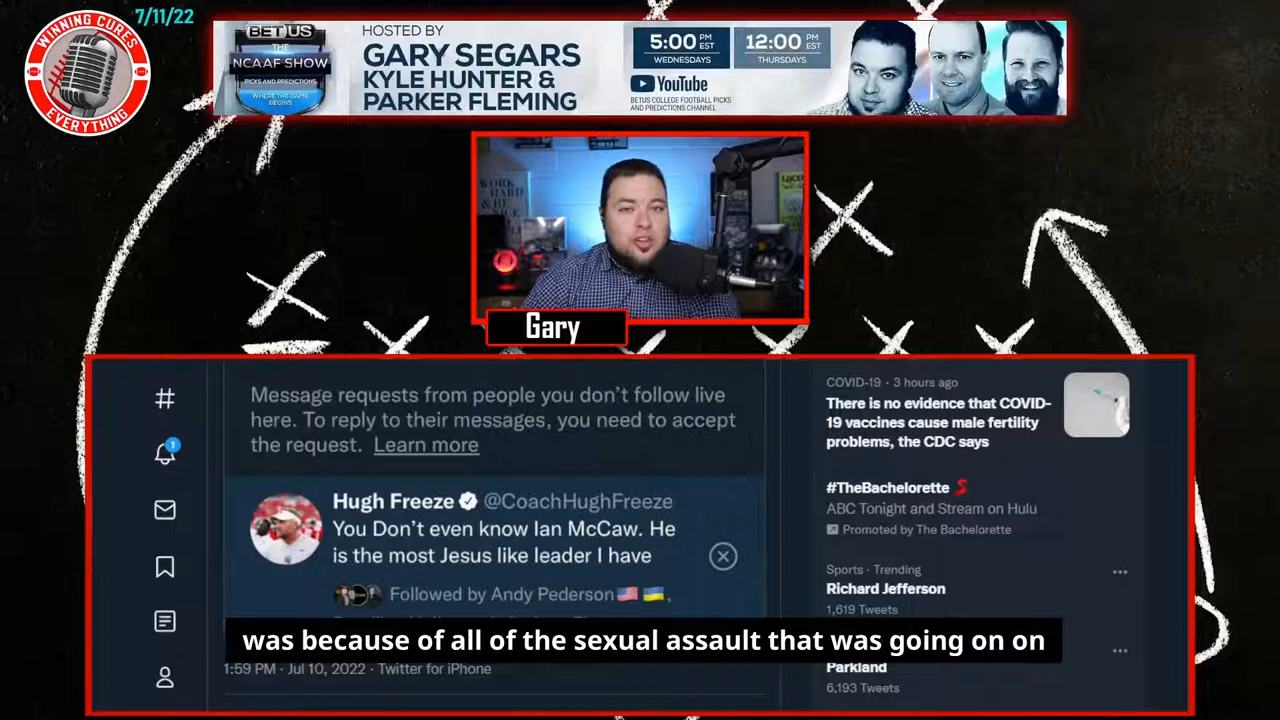 7/11/22
WINNING CURES
EVERYTHING
BETUS
THE
NCAAF SHOW
PICKS AND PREDICTIONS
WHERE THE GAME
BEGINS
HOSTED BY
GARY SEGARS
KYLE HUNTER &
PARKER FLEMING
5:00 PM EST
WEDNESDAYS
12:00 PM EST
THURSDAYS
YouTube
BETUS COLLEGE FOOTBALL PICKS
AND PREDICTIONS CHANNEL
WORK
HARD &
Gary
Message requests from people you don't follow live
here. To reply to their messages, you need to accept
the request. Learn more
Hugh Freeze @CoachHughFreeze
You Don't even know Ian McCaw. He
is the most Jesus like leader I have
Followed by Andy Pederson🇺🇸 🇺🇦,
was because of all of the sexual assault that was going on on
1:59 PM · Jul 10, 2022 · Twitter for iPhone
COVID-19 · 3 hours ago
There is no evidence that COVID-
19 vaccines cause male fertility
problems, the CDC says
#TheBachelorette
ABC Tonight and Stream on Hulu
Promoted by The Bachelorette
Sports · Trending
Richard Jefferson
1,619 Tweets
Parkland
6,193 Tweets